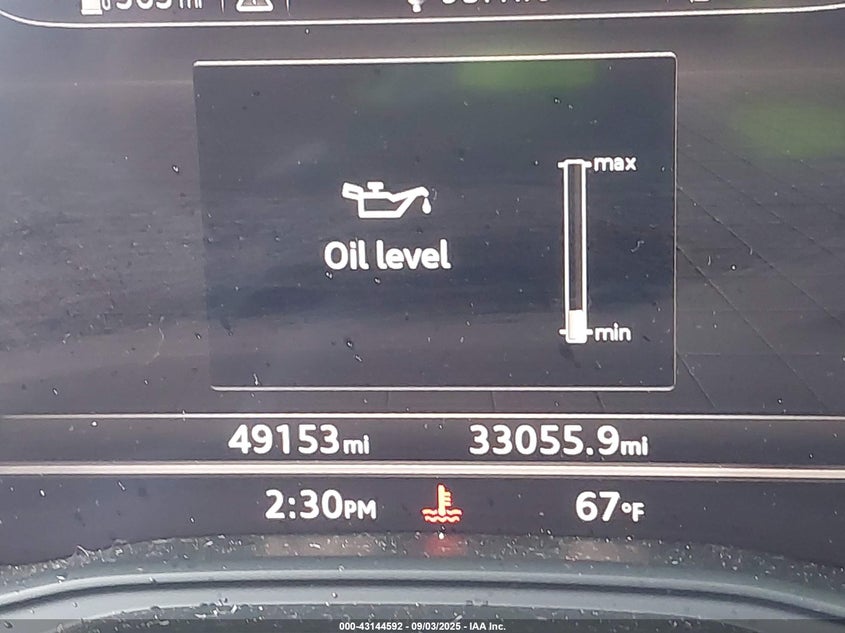 max
Oil level
min
49153mi 33055.9mi
2:30PM 67°F
000-43144592 - 09/03/2025 - IAA Inc.